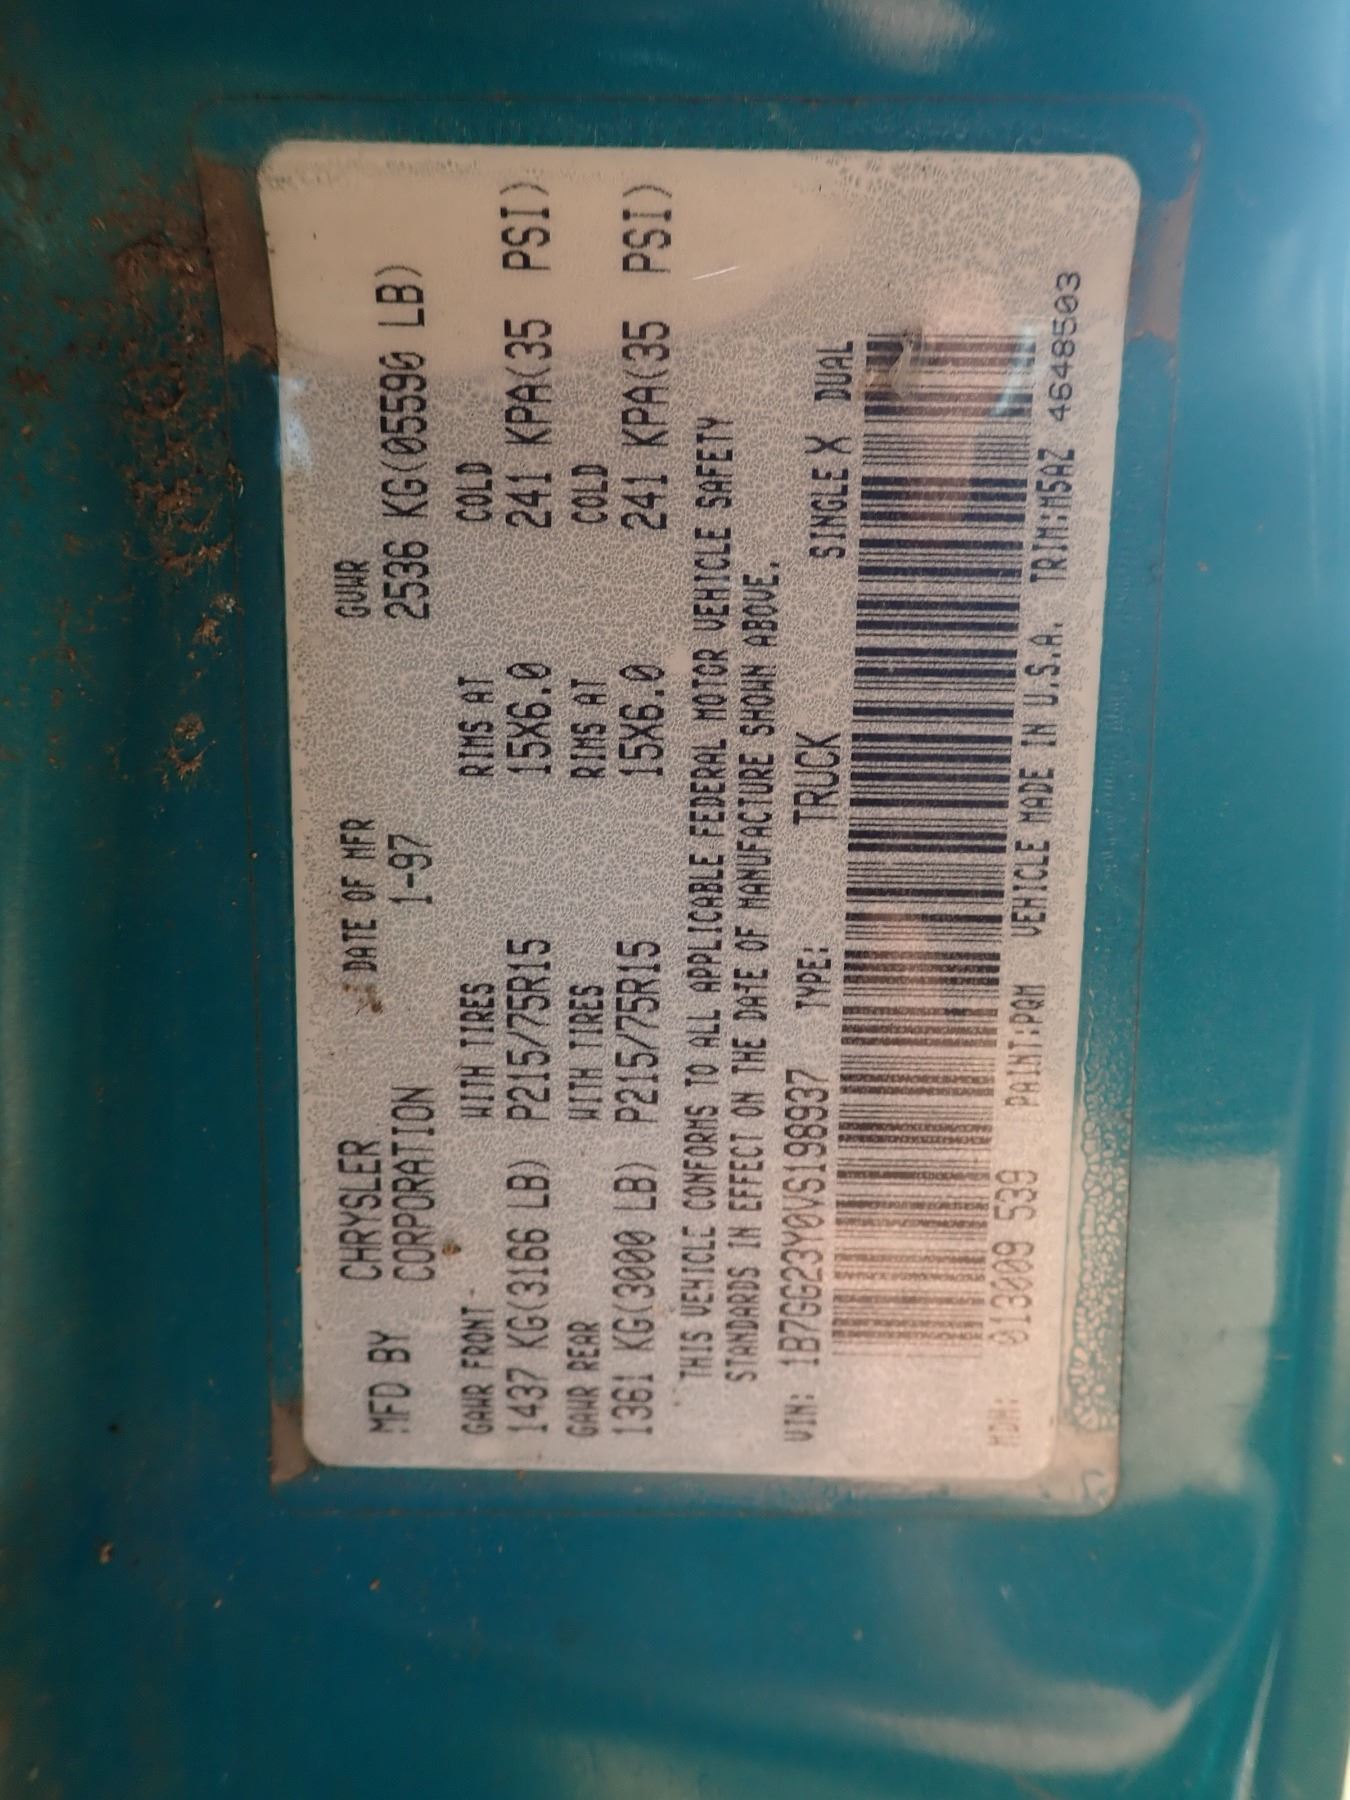 MFD BY CHRYSLER CORPORATION DATE OF MFR 1-97 GVWR 2536 KG(05590 LB)
GAWR FRONT WITH TIRES RIMS AT COLD
1437 KG(3166 LB) P215/75R15 15X6.0 241 KPA(35 PSI)
GAWR REAR WITH TIRES RIMS AT COLD
1361 KG(3000 LB) P215/75R15 15X6.0 241 KPA(35 PSI)
THIS VEHICLE CONFORMS TO ALL APPLICABLE FEDERAL MOTOR VEHICLE SAFETY
STANDARDS IN EFFECT ON THE DATE OF MANUFACTURE SHOWN ABOVE.
VIN: 1B7GG23Y0VS198937 TYPE: TRUCK SINGLE X DUAL
MDH: 013009 539 PAINT:PQM VEHICLE MADE IN U.S.A. TRIM:M5AZ 4648503